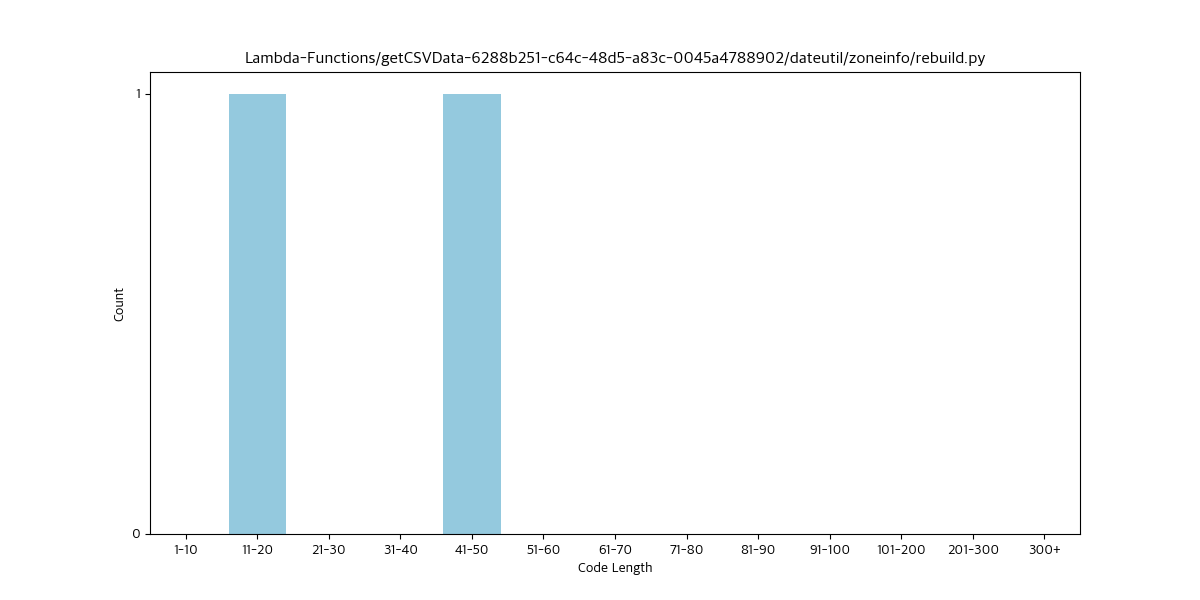 Lambda-Functions/getCSVData-6288b251-c64c-48d5-a83c-0045a4788902/dateutil/zoneinfo/rebuild.py
1
Count
0
1-10 11-20 21-30 31-40 41-50 51-60 61-70 71-80 81-90 91-100 101-200 201-300 300+
Code Length